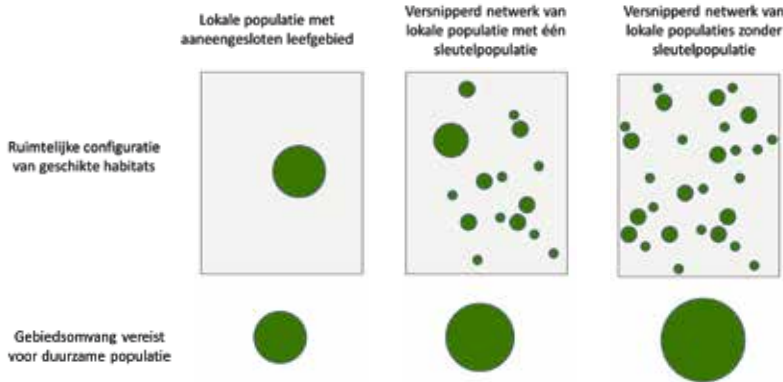 Lokale populatie met
aaneengesloten leefgebied
Versnipperd netwerk van
lokale populatie met één
sleutelpopulatie
Versnipperd netwerk van
lokale populaties zonder
sleutelpopulatie
Ruimtelijke configuratie
van geschikte habitats
Gebiedsomvang vereist
voor duurzame populatie